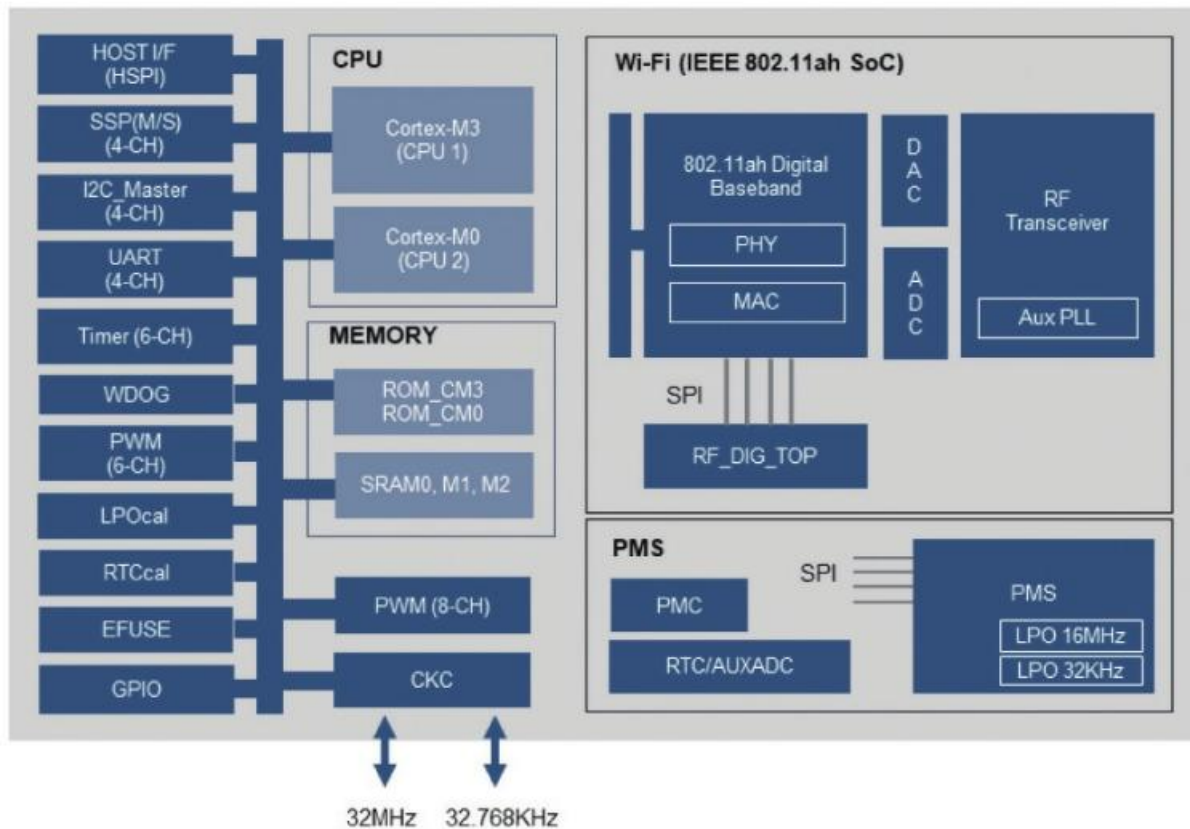 HOST I/F
(HSPI)
SSP(M/S)
(4-CH)
I2C_Master
(4-CH)
UART
(4-CH)
Timer (6-CH)
WDOG
PWM
(6-CH)
LPOcal
RTCcal
EFUSE
GPIO
CPU
Cortex-M3
(CPU 1)
Cortex-M0
(CPU 2)
MEMORY
ROM_CM3
ROM_CM0
SRAM0, M1, M2
PWM (8-CH)
CKC
32MHz
32.768KHz
Wi-Fi (IEEE 802.11ah SoC)
802.11ah Digital
Baseband
PHY
MAC
DAC
ADC
RF
Transceiver
Aux PLL
SPI
RF_DIG_TOP
PMS
PMC
RTC/AUXADC
SPI
PMS
LPO 16MHz
LPO 32KHz